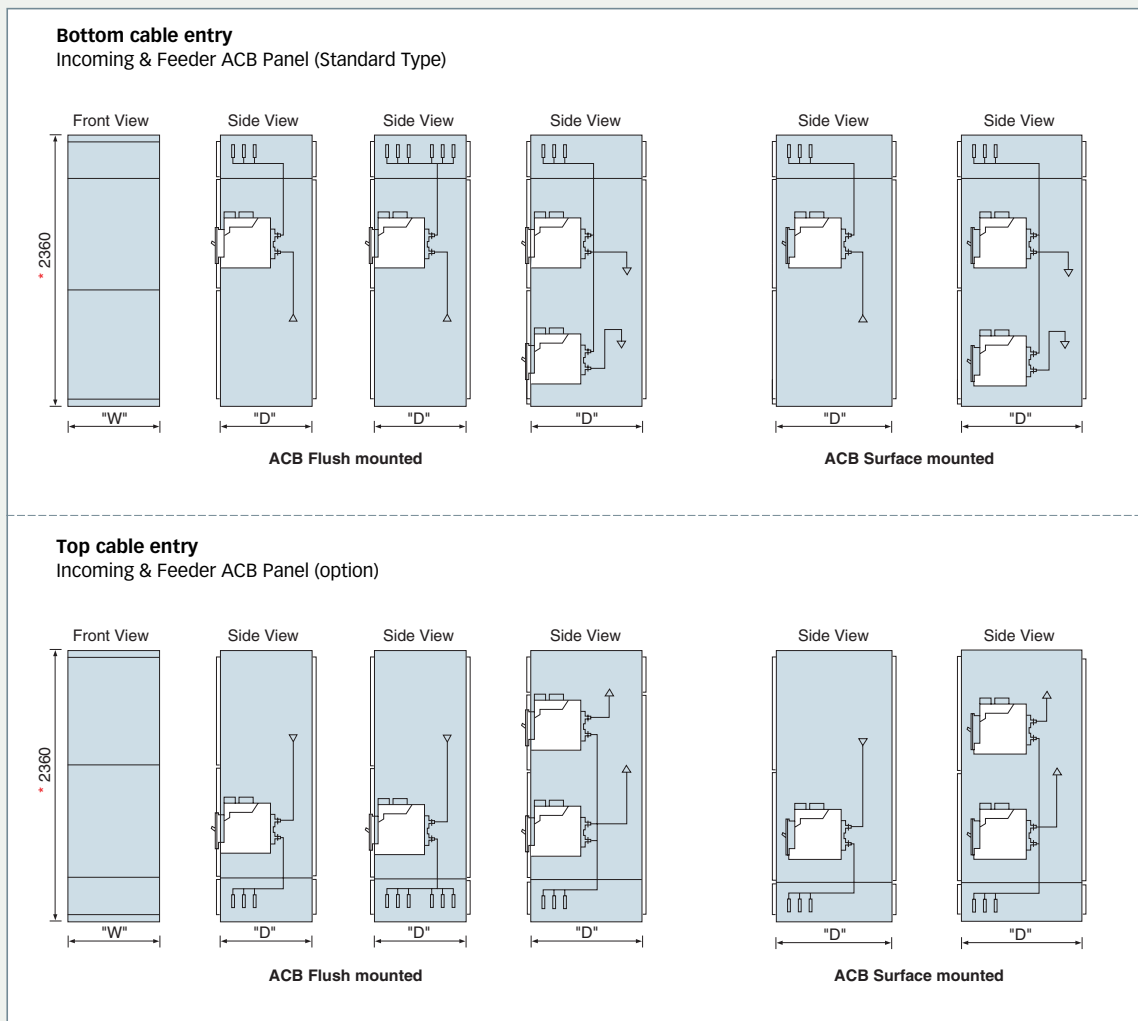 Bottom cable entry
Incoming & Feeder ACB Panel (Standard Type)
Front View
Side View
Side View
Side View
Side View
Side View
* 2360
"W"
"D"
"D"
"D"
"D"
"D"
ACB Flush mounted
ACB Surface mounted
Top cable entry
Incoming & Feeder ACB Panel (option)
Front View
Side View
Side View
Side View
Side View
Side View
* 2360
"W"
"D"
"D"
"D"
"D"
"D"
ACB Flush mounted
ACB Surface mounted